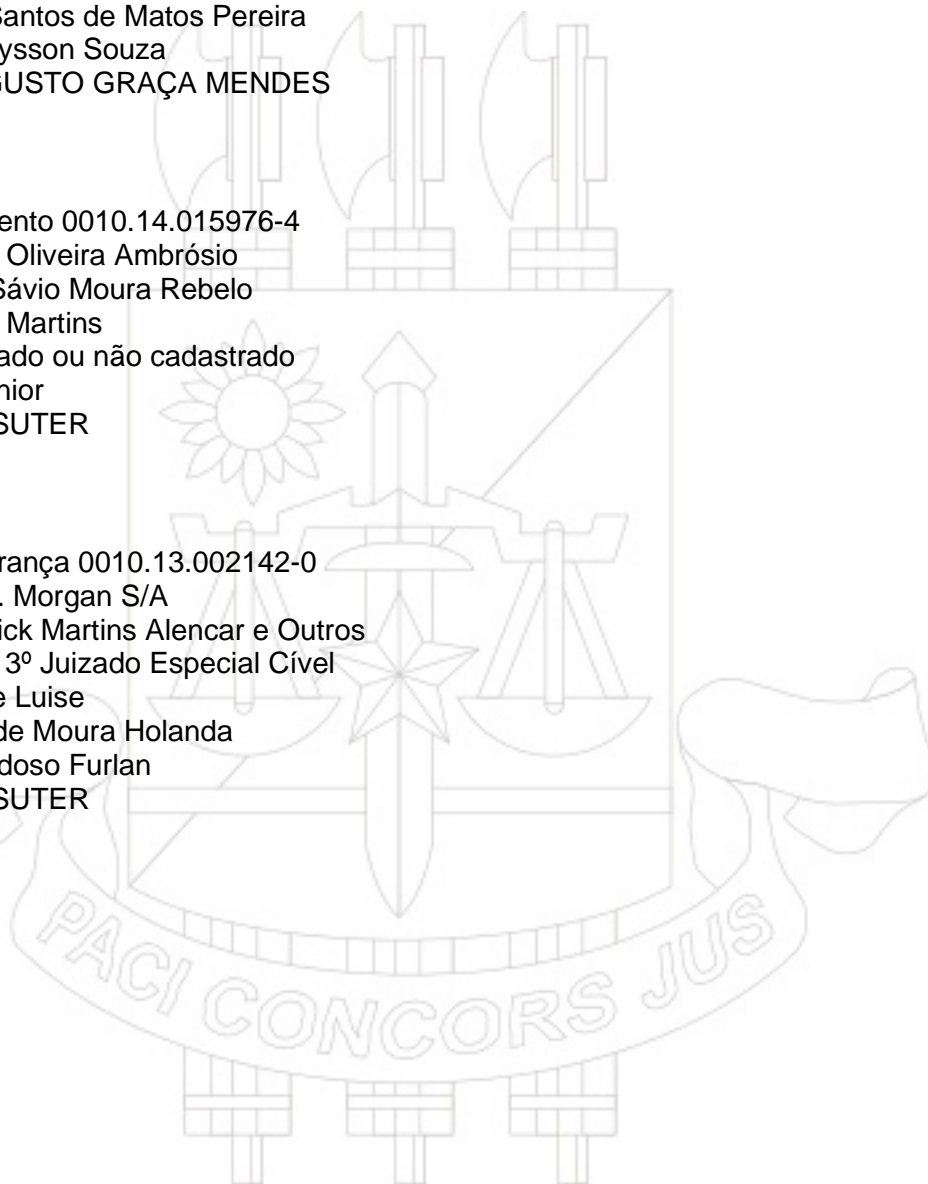 Santos de Matos Pereira
ysson Souza
GUSTO GRAÇA MENDES
ento 0010.14.015976-4
Oliveira Ambrósio
Sávio Moura Rebelo
Martins
ado ou não cadastrado
nior
SUTER
rança 0010.13.002142-0
. Morgan S/A
ick Martins Alencar e Outros
3º Juizado Especial Cível
e Luise
de Moura Holanda
doso Furlan
SUTER
PACI CONCORS JUS